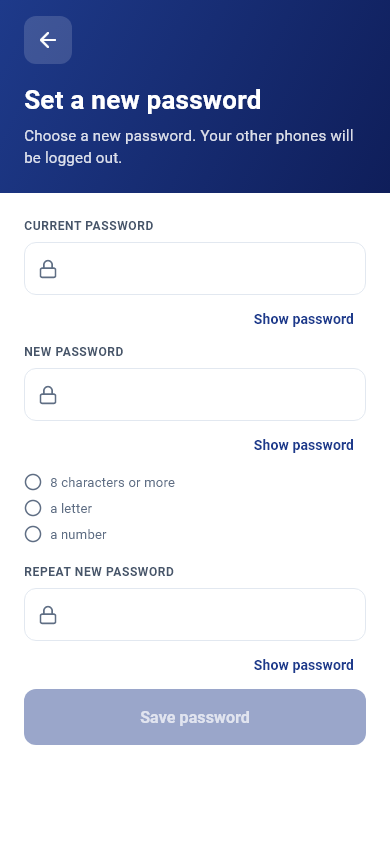 Set a new password
Choose a new password. Your other phones will
be logged out.
CURRENT PASSWORD
Show password
NEW PASSWORD
Show password
8 characters or more
a letter
a number
REPEAT NEW PASSWORD
Show password
Save password